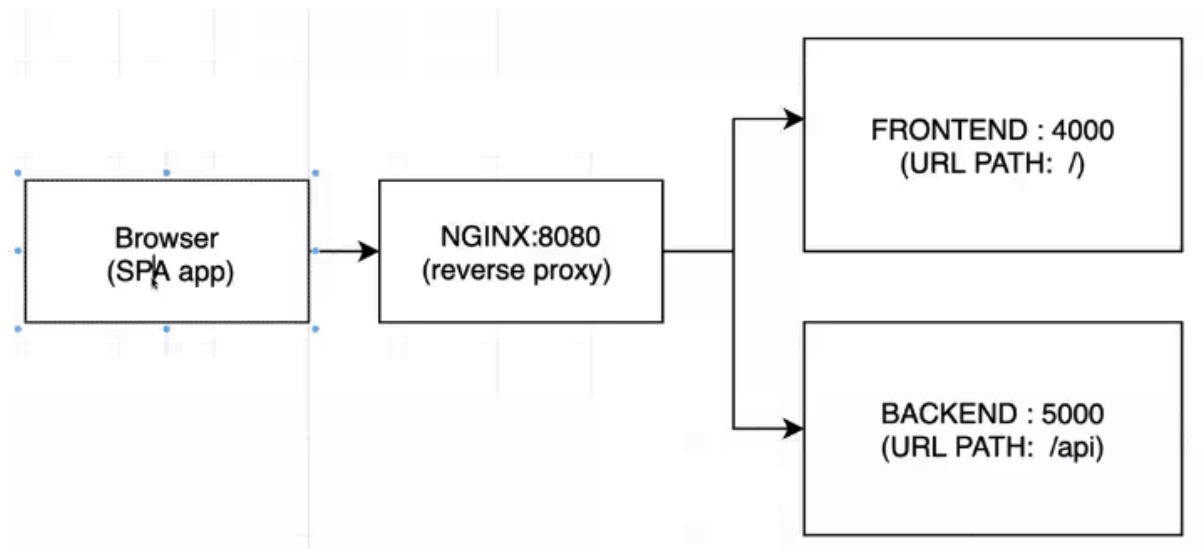 Browser
(SPA app)
NGINX:8080
(reverse proxy)
FRONTEND : 4000
(URL PATH:  /)
BACKEND : 5000
(URL PATH:  /api)